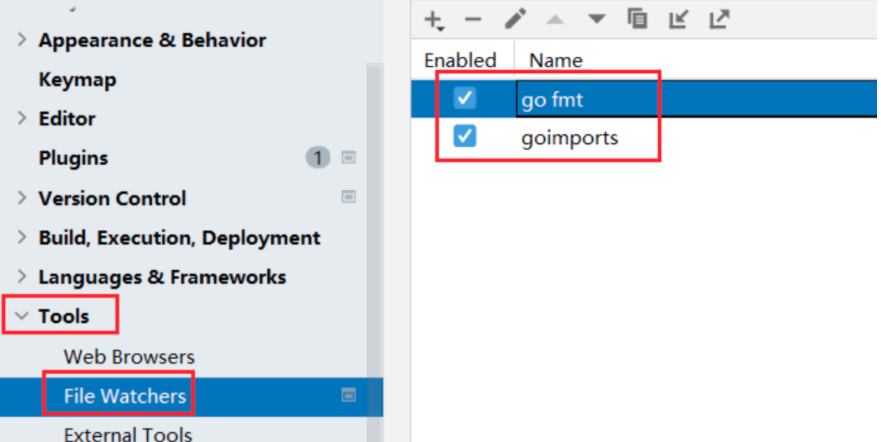 Appearance & Behavior
Keymap
Editor
Plugins 1
Version Control
Build, Execution, Deployment
Languages & Frameworks
Tools
Web Browsers
File Watchers
External Tools
Enabled Name
go fmt
goimports